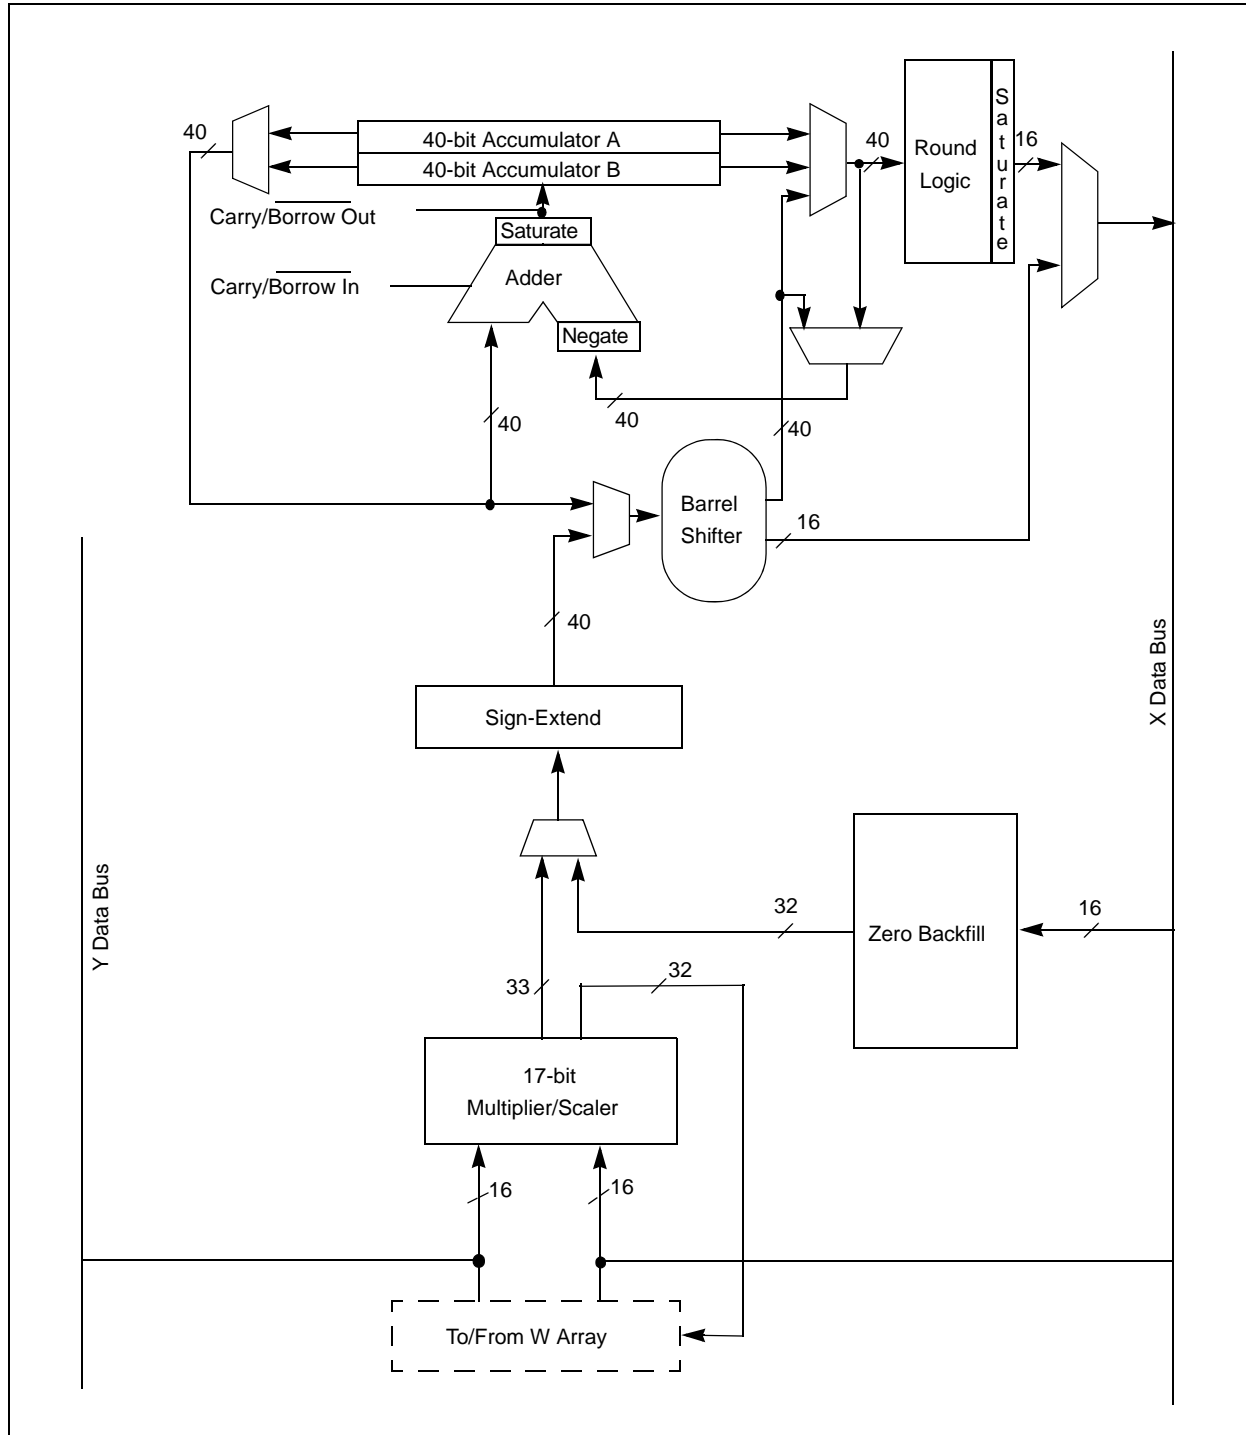 40
40-bit Accumulator A
40-bit Accumulator B
40
Round
Logic
Saturate
16
Carry/Borrow Out
Saturate
Carry/Borrow In
Adder
Negate
40
40
40
Barrel
Shifter
16
40
Sign-Extend
X Data Bus
Y Data Bus
32
Zero Backfill
16
33
32
17-bit
Multiplier/Scaler
16
16
To/From W Array